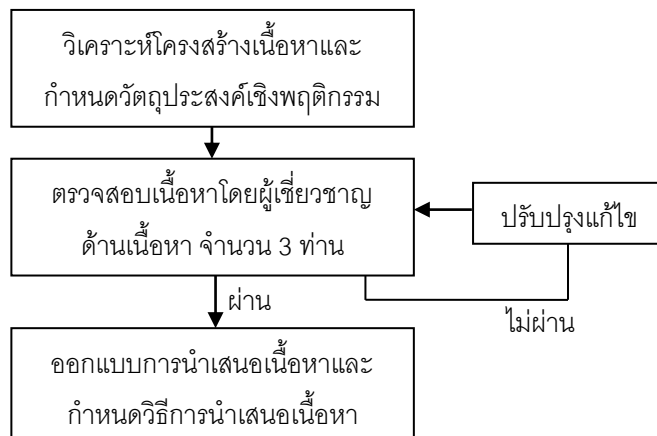 วิเคราะห์โครงสร้างเนื้อหาและ
กำหนดวัตถุประสงค์เชิงพฤติกรรม
ตรวจสอบเนื้อหาโดยผู้เชี่ยวชาญ
ด้านเนื้อหา จำนวน 3 ท่าน
ปรับปรุงแก้ไข
ผ่าน
ไม่ผ่าน
ออกแบบการนำเสนอเนื้อหาและ
กำหนดวิธีการนำเสนอเนื้อหา